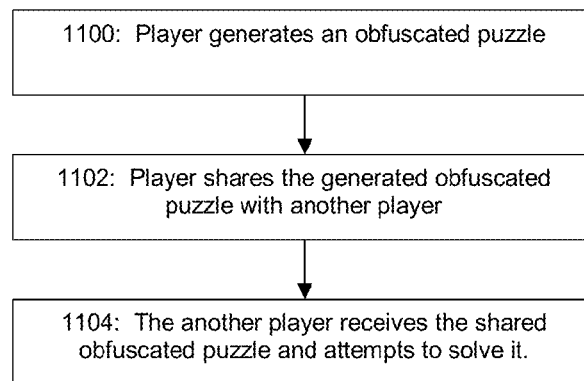 1100: Player generates an obfuscated puzzle
1102: Player shares the generated obfuscated
puzzle with another player
1104: The another player receives the shared
obfuscated puzzle and attempts to solve it.